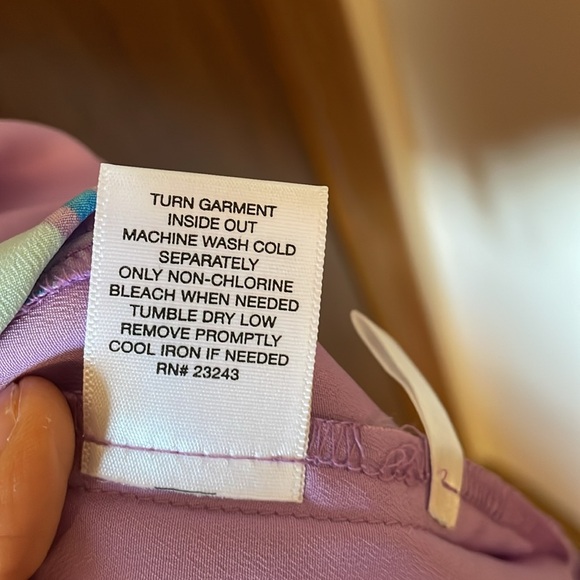 TURN GARMENT
INSIDE OUT
MACHINE WASH COLD
SEPARATELY
ONLY NON-CHLORINE
BLEACH WHEN NEEDED
TUMBLE DRY LOW
REMOVE PROMPTLY
COOL IRON IF NEEDED
RN# 23243